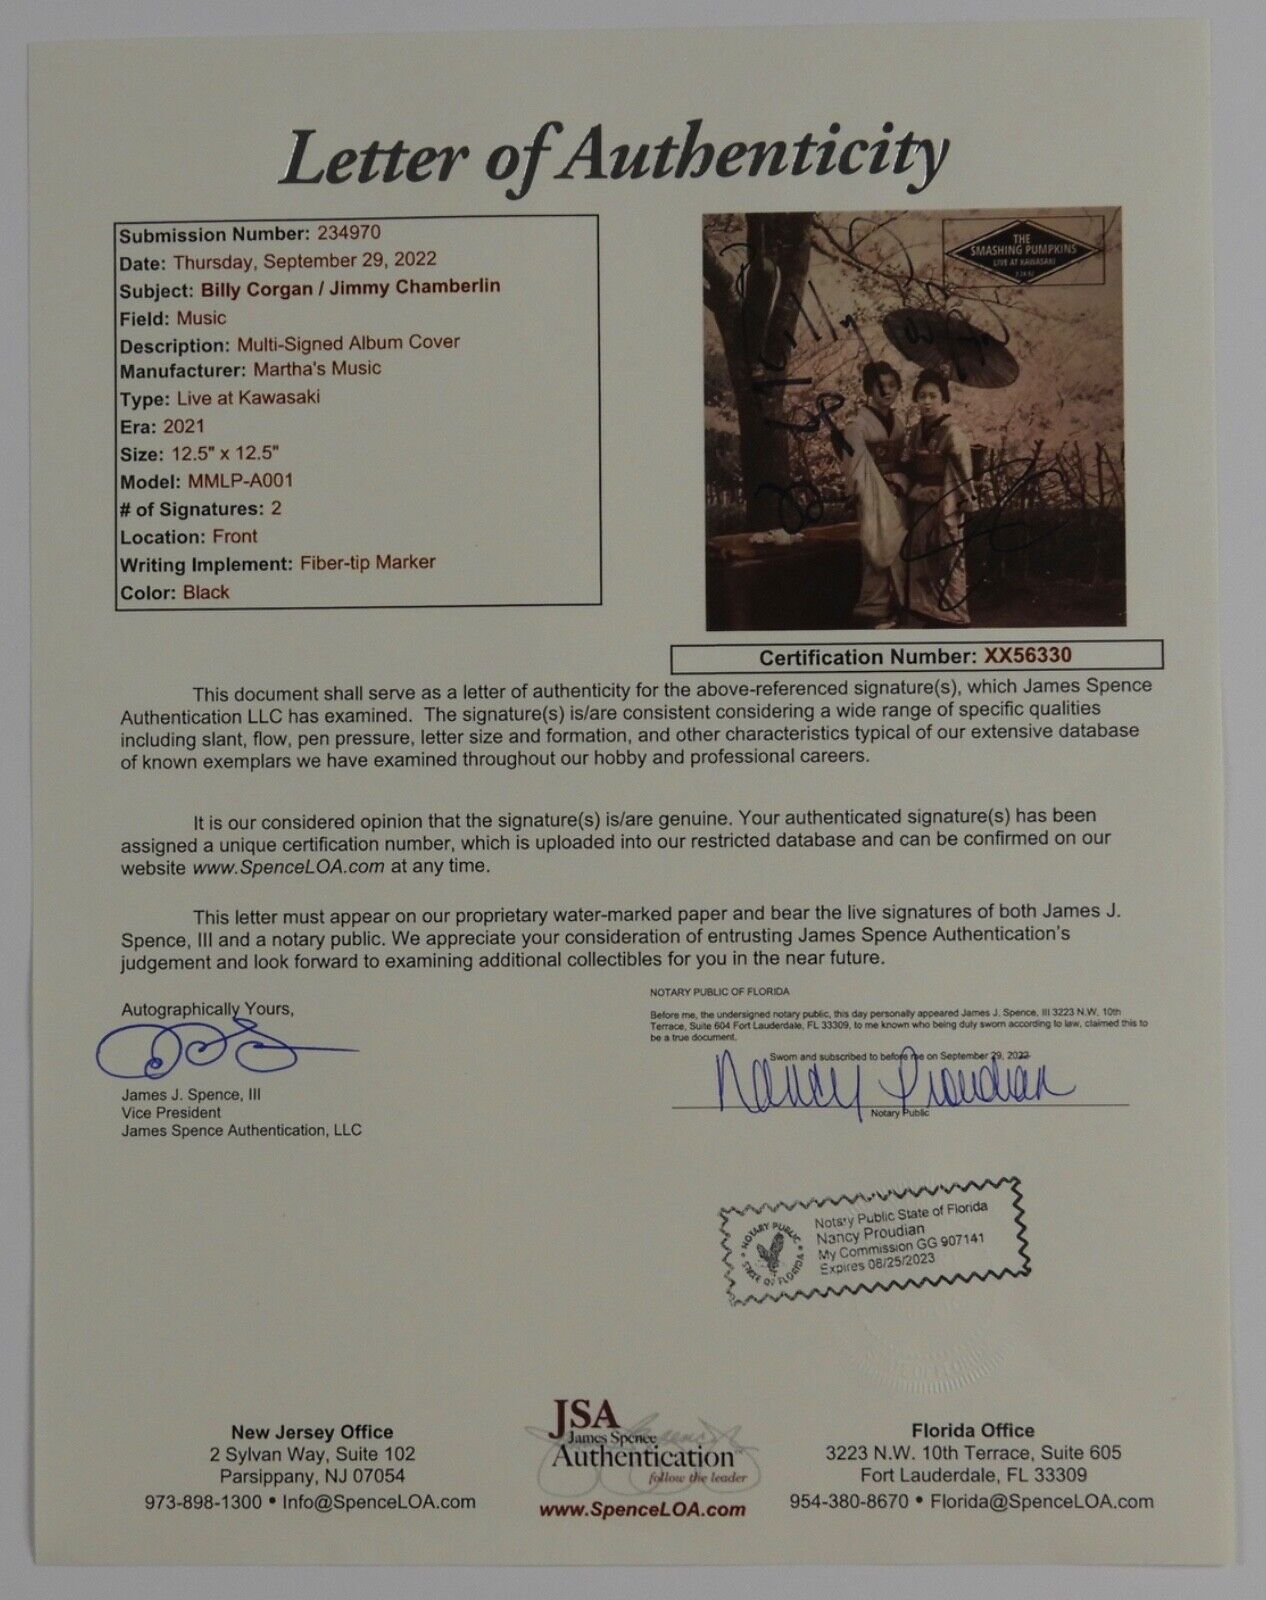 Letter of Authenticity
Submission Number: 234970
Date: Thursday, September 29, 2022
Subject: Billy Corgan / Jimmy Chamberlin
Field: Music
Description: Multi-Signed Album Cover
Manufacturer: Martha's Music
Type: Live at Kawasaki
Era: 2021
Size: 12.5" x 12.5"
Model: MMLP-A001
# of Signatures: 2
Location: Front
Writing Implement: Fiber-tip Marker
Color: Black
THE
SMASHING PUMPKINS
LIVE AT KAWASAKI
Certification Number: XX56330
This document shall serve as a letter of authenticity for the above-referenced signature(s), which James Spence
Authentication LLC has examined. The signature(s) is/are consistent considering a wide range of specific qualities
including slant, flow, pen pressure, letter size and formation, and other characteristics typical of our extensive database
of known exemplars we have examined throughout our hobby and professional careers.
It is our considered opinion that the signature(s) is/are genuine. Your authenticated signature(s) has been
assigned a unique certification number, which is uploaded into our restricted database and can be confirmed on our
website www.SpenceLOA.com at any time.
This letter must appear on our proprietary water-marked paper and bear the live signatures of both James J.
Spence, III and a notary public. We appreciate your consideration of entrusting James Spence Authentication's
judgement and look forward to examining additional collectibles for you in the near future.
Autographically Yours,
James J. Spence, III
Vice President
James Spence Authentication, LLC
NOTARY PUBLIC OF FLORIDA
Before me, the undersigned notary public, this day personally appeared James J. Spence, III 3223 N.W. 10th
Terrace, Suite 604 Fort Lauderdale, FL 33309, to me known who being duly sworn according to law, claimed this to
be a true document.
Sworn and subscribed to before me on September 29, 2022
Nancy Proudian
Notary Public
NOTARY PUBLIC
STATE OF FLORIDA
Notary Public State of Florida
Nancy Proudian
My Commission GG 907141
Expires 08/25/2023
New Jersey Office
2 Sylvan Way, Suite 102
Parsippany, NJ 07054
973-898-1300 • Info@SpenceLOA.com
JSA
James Spence
Authentication™
follow the leader
www.SpenceLOA.com
Florida Office
3223 N.W. 10th Terrace, Suite 605
Fort Lauderdale, FL 33309
954-380-8670 • Florida@SpenceLOA.com